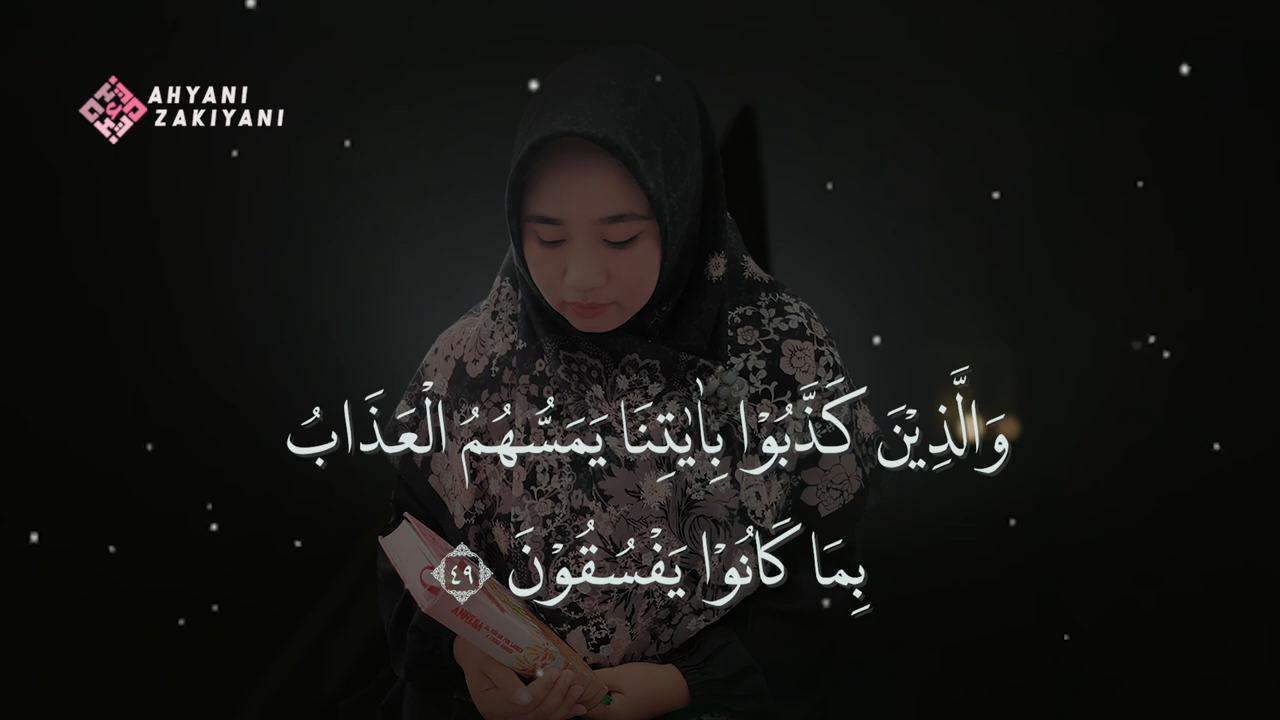 AHYANI
ZAKIYANI
وَالَّذِيْنَ كَذَّبُوْا بِاٰيٰتِنَا يَمَسُّهُمُ الْعَذَابُ
بِمَا كَانُوْا يَفْسُقُوْنَ ٤٩